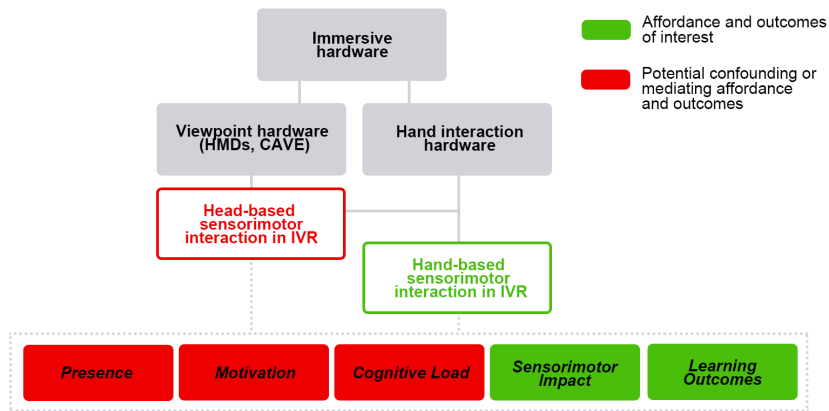 Immersive
hardware
Affordance and outcomes
of interest
Potential confounding or
mediating affordance
and outcomes
Viewpoint hardware
(HMDs, CAVE)
Hand interaction
hardware
Head-based
sensorimotor
interaction in IVR
Hand-based
sensorimotor
interaction in IVR
Presence
Motivation
Cognitive Load
Sensorimotor
Impact
Learning
Outcomes